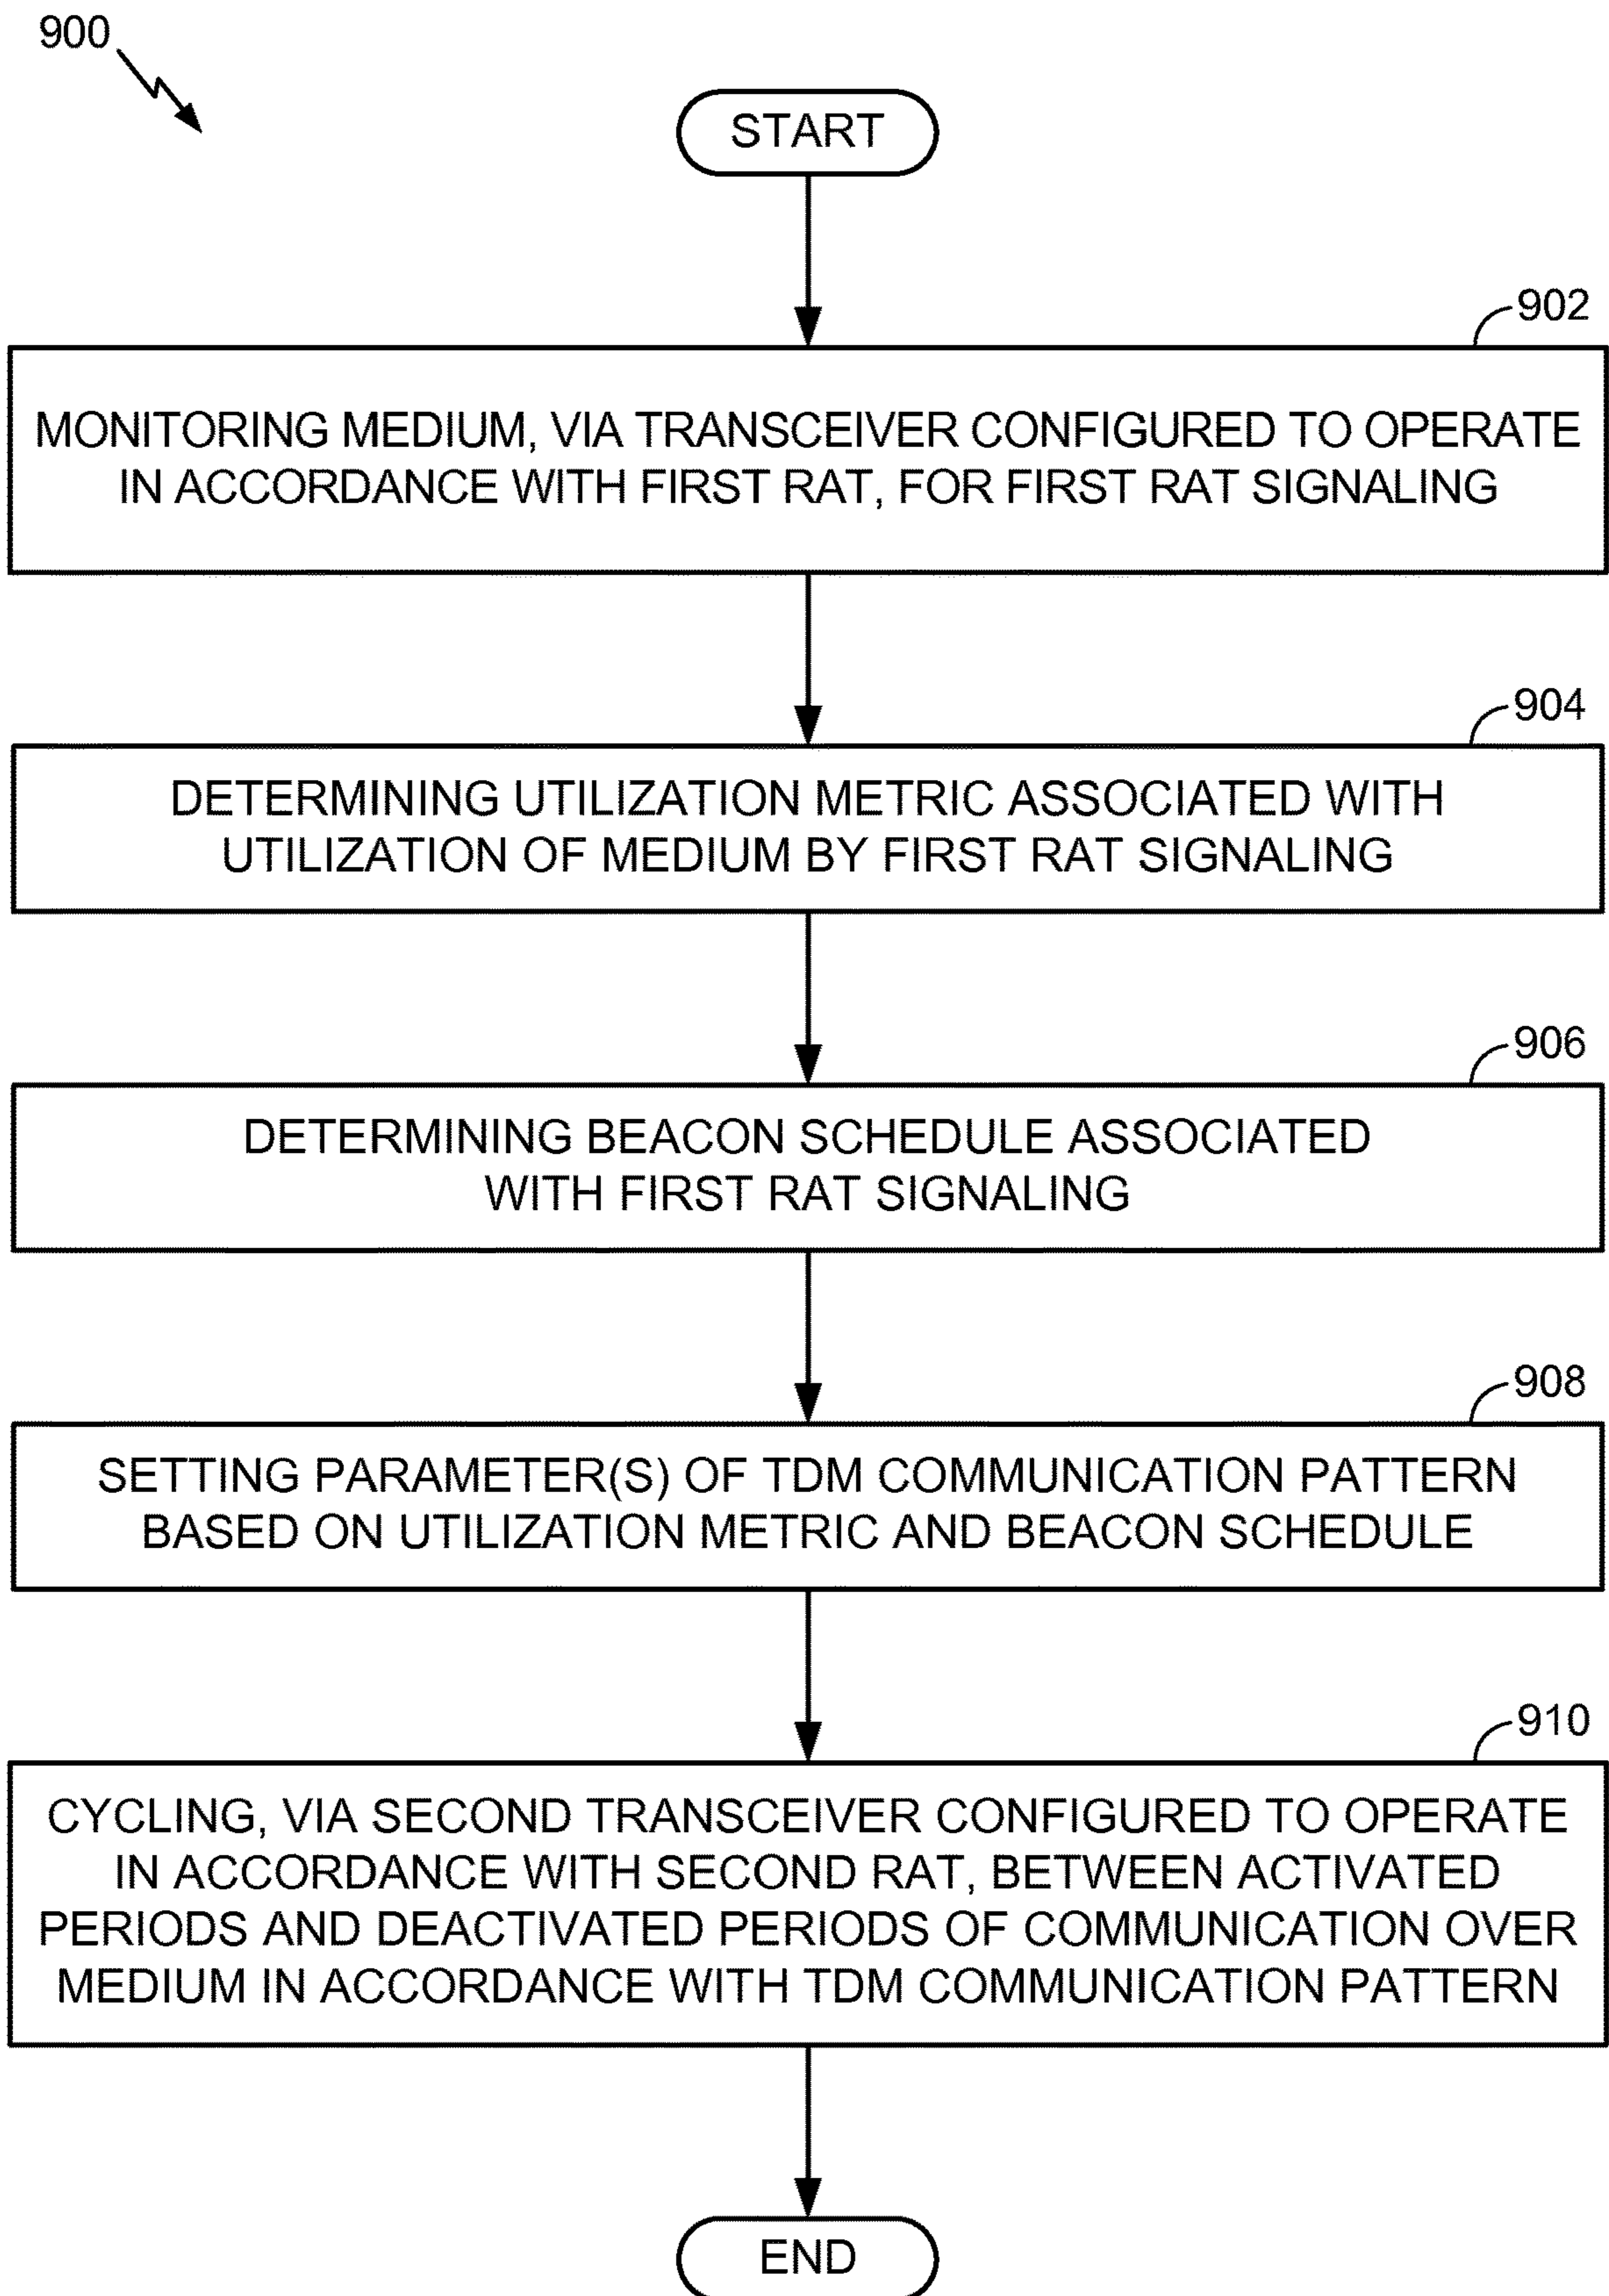 900
START
902
MONITORING MEDIUM, VIA TRANSCEIVER CONFIGURED TO OPERATE
IN ACCORDANCE WITH FIRST RAT, FOR FIRST RAT SIGNALING
904
DETERMINING UTILIZATION METRIC ASSOCIATED WITH
UTILIZATION OF MEDIUM BY FIRST RAT SIGNALING
906
DETERMINING BEACON SCHEDULE ASSOCIATED
WITH FIRST RAT SIGNALING
908
SETTING PARAMETER(S) OF TDM COMMUNICATION PATTERN
BASED ON UTILIZATION METRIC AND BEACON SCHEDULE
910
CYCLING, VIA SECOND TRANSCEIVER CONFIGURED TO OPERATE
IN ACCORDANCE WITH SECOND RAT, BETWEEN ACTIVATED
PERIODS AND DEACTIVATED PERIODS OF COMMUNICATION OVER
MEDIUM IN ACCORDANCE WITH TDM COMMUNICATION PATTERN
END